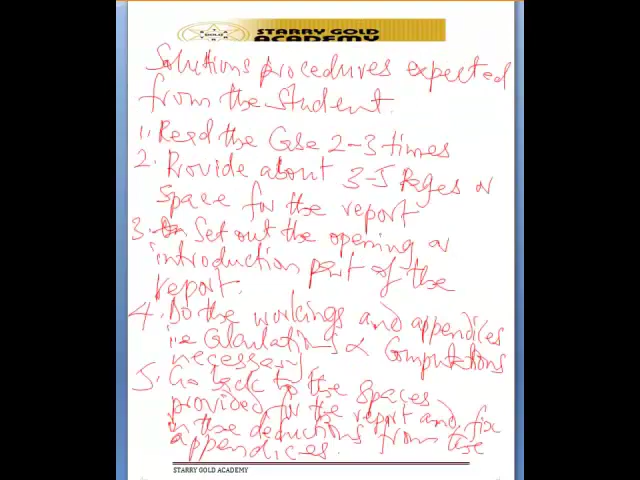 STARRY GOLD
ACADEMY
Solutions procedures expected
from the student.
1. Read the Case 2-3 times
2. Provide about 3-5 Pages or
space for the report
3. Set out the opening or
introduction part of the
report.
4. Do the workings and appendices
i.e Calculations & Computations
necessary
5. Go back to the spaces
provided for the report and fix
in the deductions from the
appendices.
STARRY GOLD ACADEMY